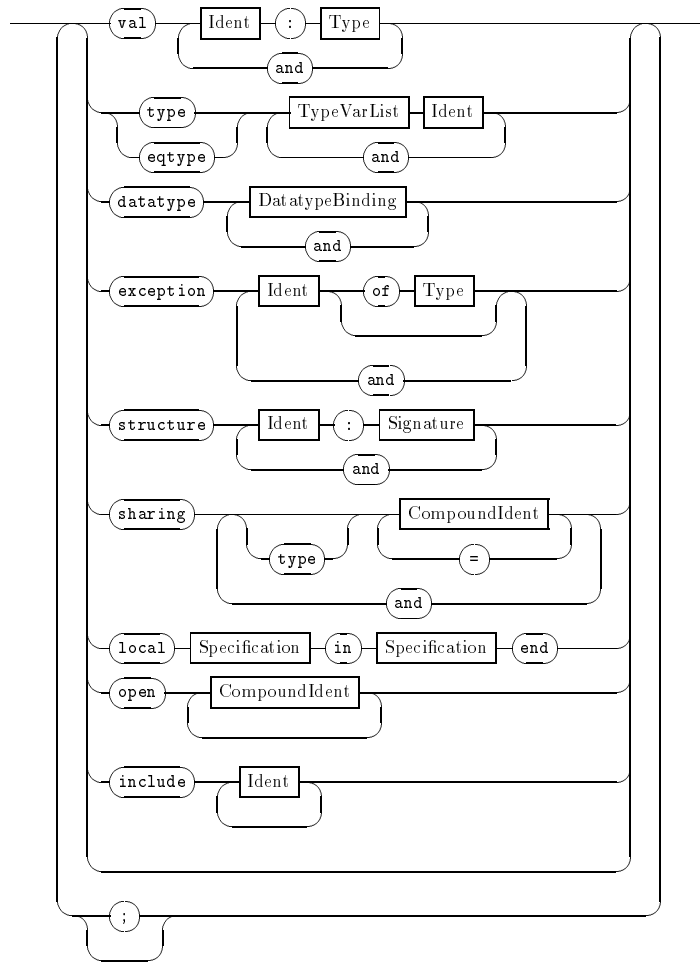 val Ident : Type
and
type TypeVarList Ident
eqtype and
datatype DatatypeBinding
and
exception Ident of Type
and
structure Ident : Signature
and
sharing CompoundIdent
type =
and
local Specification in Specification end
open CompoundIdent
include Ident
;